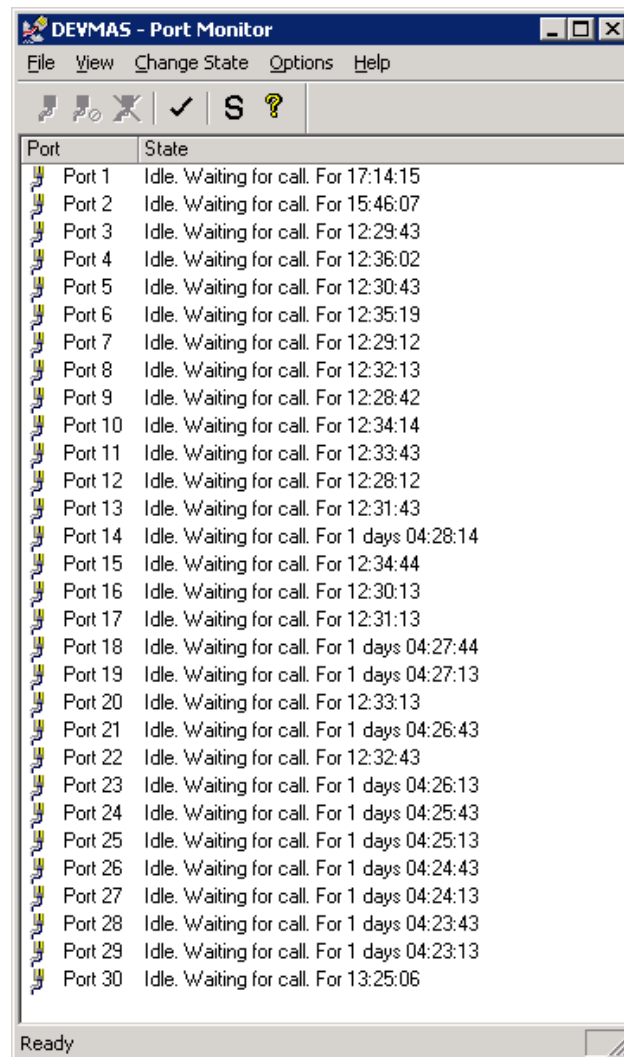 DEVMAS - Port Monitor
File View Change State Options Help
S ?
Port State
Port 1 Idle. Waiting for call. For 17:14:15
Port 2 Idle. Waiting for call. For 15:46:07
Port 3 Idle. Waiting for call. For 12:29:43
Port 4 Idle. Waiting for call. For 12:36:02
Port 5 Idle. Waiting for call. For 12:30:43
Port 6 Idle. Waiting for call. For 12:35:19
Port 7 Idle. Waiting for call. For 12:29:12
Port 8 Idle. Waiting for call. For 12:32:13
Port 9 Idle. Waiting for call. For 12:28:42
Port 10 Idle. Waiting for call. For 12:34:14
Port 11 Idle. Waiting for call. For 12:33:43
Port 12 Idle. Waiting for call. For 12:28:12
Port 13 Idle. Waiting for call. For 12:31:43
Port 14 Idle. Waiting for call. For 1 days 04:28:14
Port 15 Idle. Waiting for call. For 12:34:44
Port 16 Idle. Waiting for call. For 12:30:13
Port 17 Idle. Waiting for call. For 12:31:13
Port 18 Idle. Waiting for call. For 1 days 04:27:44
Port 19 Idle. Waiting for call. For 1 days 04:27:13
Port 20 Idle. Waiting for call. For 12:33:13
Port 21 Idle. Waiting for call. For 1 days 04:26:43
Port 22 Idle. Waiting for call. For 12:32:43
Port 23 Idle. Waiting for call. For 1 days 04:26:13
Port 24 Idle. Waiting for call. For 1 days 04:25:43
Port 25 Idle. Waiting for call. For 1 days 04:25:13
Port 26 Idle. Waiting for call. For 1 days 04:24:43
Port 27 Idle. Waiting for call. For 1 days 04:24:13
Port 28 Idle. Waiting for call. For 1 days 04:23:43
Port 29 Idle. Waiting for call. For 1 days 04:23:13
Port 30 Idle. Waiting for call. For 13:25:06
Ready